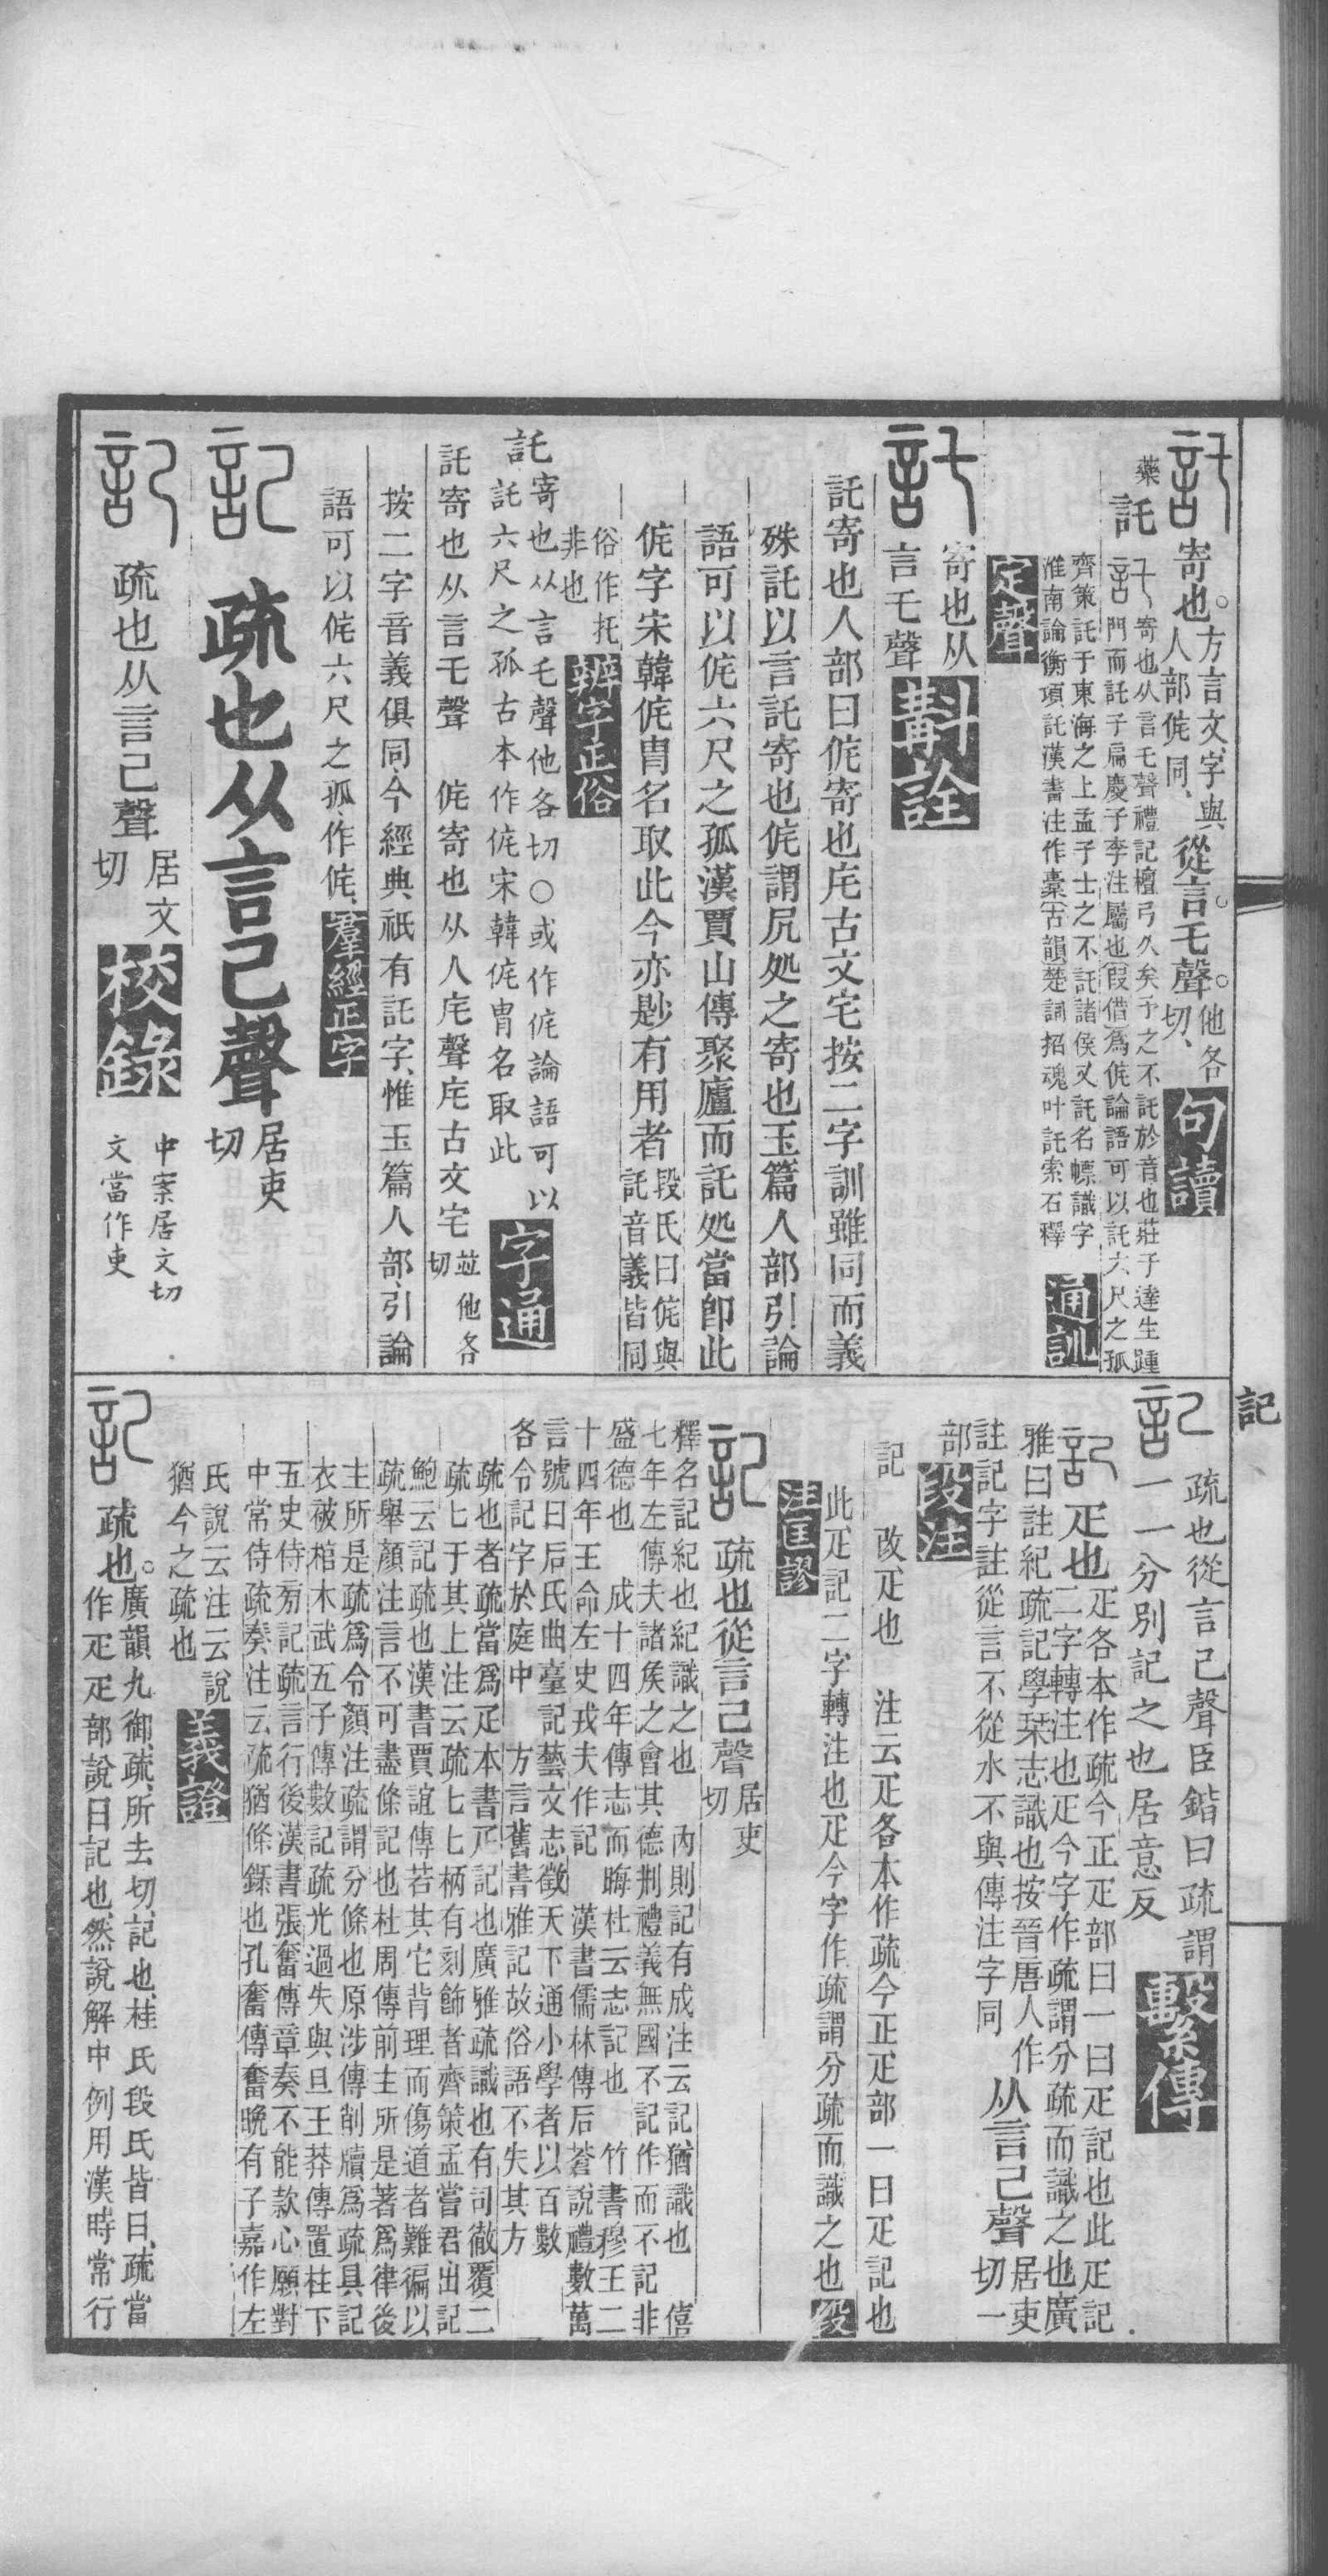 記
託 寄也。方言文、字與
人部侂同、從言乇聲。他各
切、句讀
藥
託 託寄也从言乇聲禮記檀弓久矣予之不託於音也莊子達生踵
門而託子扁慶子李注屬也假借爲侂論語可以託六尺之孤
齊策託于東海之上孟子士之不託諸侯又託名幖識字
淮南論衡項託漢書注作橐古韻楚詞招魂叶託索石釋 通訓
定聲
託 寄也从
言乇聲 斠詮
託寄也人部曰侂寄也庑古文宅按二字訓雖同而義
殊託以言託寄也侂謂凥処之寄也玉篇人部引論
語可以侂六尺之孤漢賈山傳聚廬而託処當卽此
侂字宋韓侂胄名取此今亦尟有用者 段氏曰侂與
託音義皆同
俗作托
非也 辨字正俗
託寄也从言乇聲他各切○或作侂論語可以
託六尺之孤古本作侂宋韓侂胄名取此 字通
託寄也从言乇聲 侂寄也从人庑聲庑古文宅 並他各
切
按二字音義俱同、今經典祇有託字、惟玉篇人部、引論
語可以侂六尺之孤、作侂、羣經正字
記 疏也从言己聲 居吏
切
記 疏也从言己聲 居文
切 校錄 中案居文切
文當作吏
記 疏也從言己聲臣鍇曰疏謂
一一分別記之也居意反 繫傳
記 𤴔也 𤴔各本作疏今正𤴔部曰一曰𤴔記也此𤴔記
二字轉注也𤴔今字作疏謂分疏而識之也廣
雅曰註紀疏記學栞志識也按晉唐人作
註記字註從言不從水不與傳注字同 从言己聲 居吏
切一
部 段注
記 改𤴔也 注云𤴔各本作疏今正𤴔部一曰𤴔記也
此𤴔記二字轉注也𤴔今字作疏謂分疏而識之也 段
注匡謬
記 疏也從言己聲 居吏
切
釋名記紀也紀識之也 內則記有成注云記猶識也 僖
七年左傳夫諸矦之會其德刑禮義無國不記作而不記非
盛德也 成十四年傳志而晦杜云志記也 竹書穆王二
十四年王命左史戎夫作記 漢書儒林傳后蒼說禮數萬
言號曰后氏曲臺記藝文志徵天下通小學者以百數
各令記字於庭中 方言舊書雅記故俗語不失其方
疏也者疏當爲𤴔本書𤴔記也廣雅疏識也有司徹覆二
疏匕于其上注云疏匕匕柄有刻飾者齊策孟嘗君出記
鮑云記疏也漢書賈誼傳若其它背理而傷道者難徧以
疏舉顏注言不可盡條記也杜周傳前主所是著爲律後
主所是疏爲令顏注疏謂分條也原涉傳削牘爲疏具記
衣被棺木武五子傳數記疏光過失與旦王莽傳置柱下
五史侍旁記疏言行後漢書張奮傳章奏不能款心願對
中常侍疏奏注云疏猶條錄也孔奮傳奮晩有子嘉作左
氏說云注云說
猶今之疏也 義證
記 疏也。廣韻九御、疏、所去切、記也、桂氏段氏皆曰、疏當
作𤴔𤴔部說曰記也、然說解中例用漢時常行